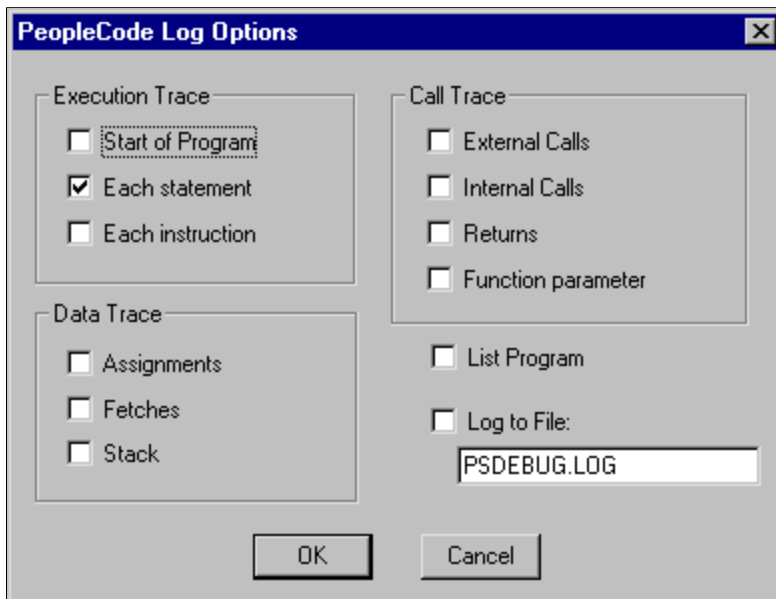 PeopleCode Log Options
Execution Trace
Start of Program
Each statement
Each instruction
Data Trace
Assignments
Fetches
Stack
Call Trace
External Calls
Internal Calls
Returns
Function parameter
List Program
Log to File:
PSDEBUG.LOG
OK
Cancel